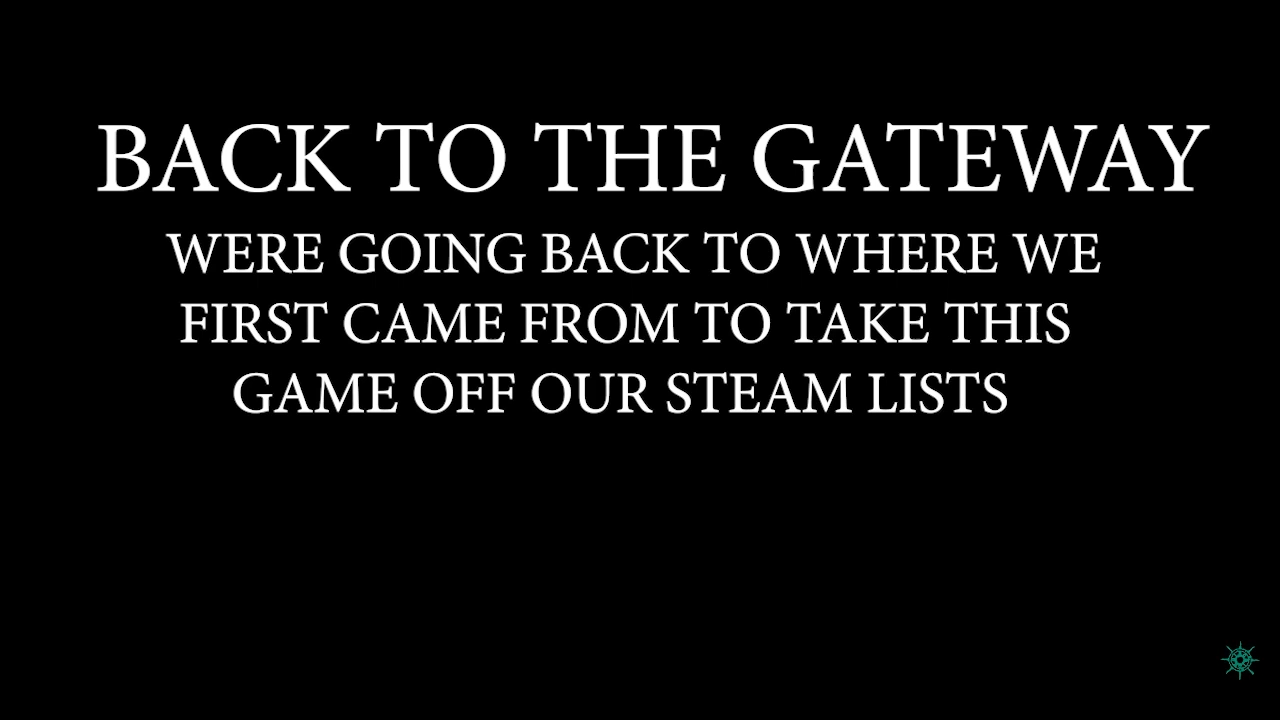 BACK TO THE GATEWAY
WERE GOING BACK TO WHERE WE
FIRST CAME FROM TO TAKE THIS
GAME OFF OUR STEAM LISTS